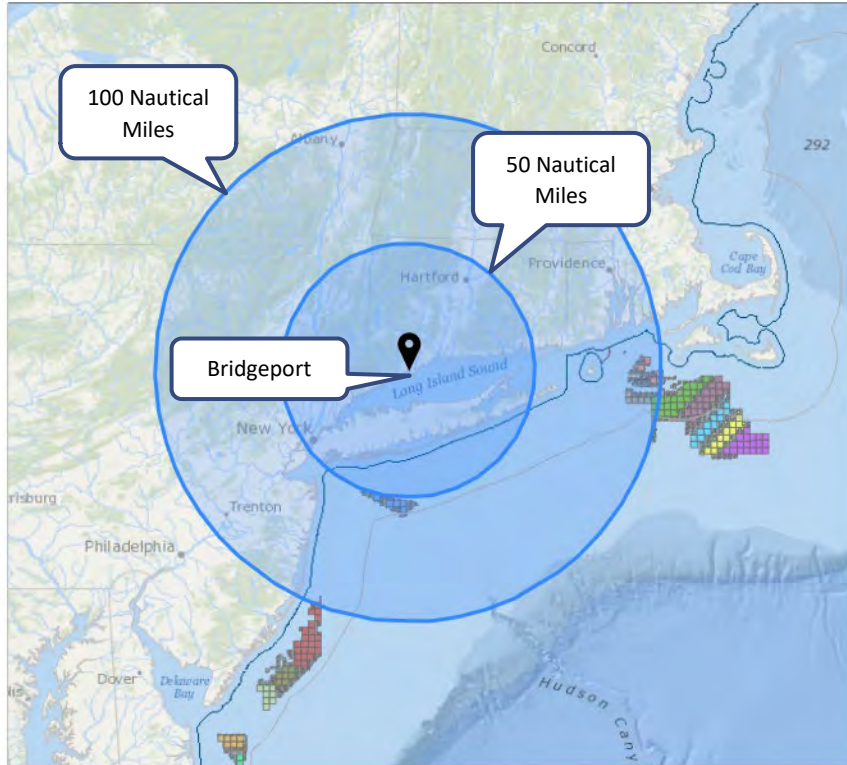 Concord
100 Nautical
Miles
Albany
292
50 Nautical
Miles
Cape
Cod Bay
Providence
Hartford
Bridgeport
Long Island Sound
New York
rrisburg
Trenton
Philadelphia
Dover
Delaware
Bay
Hudson Cany